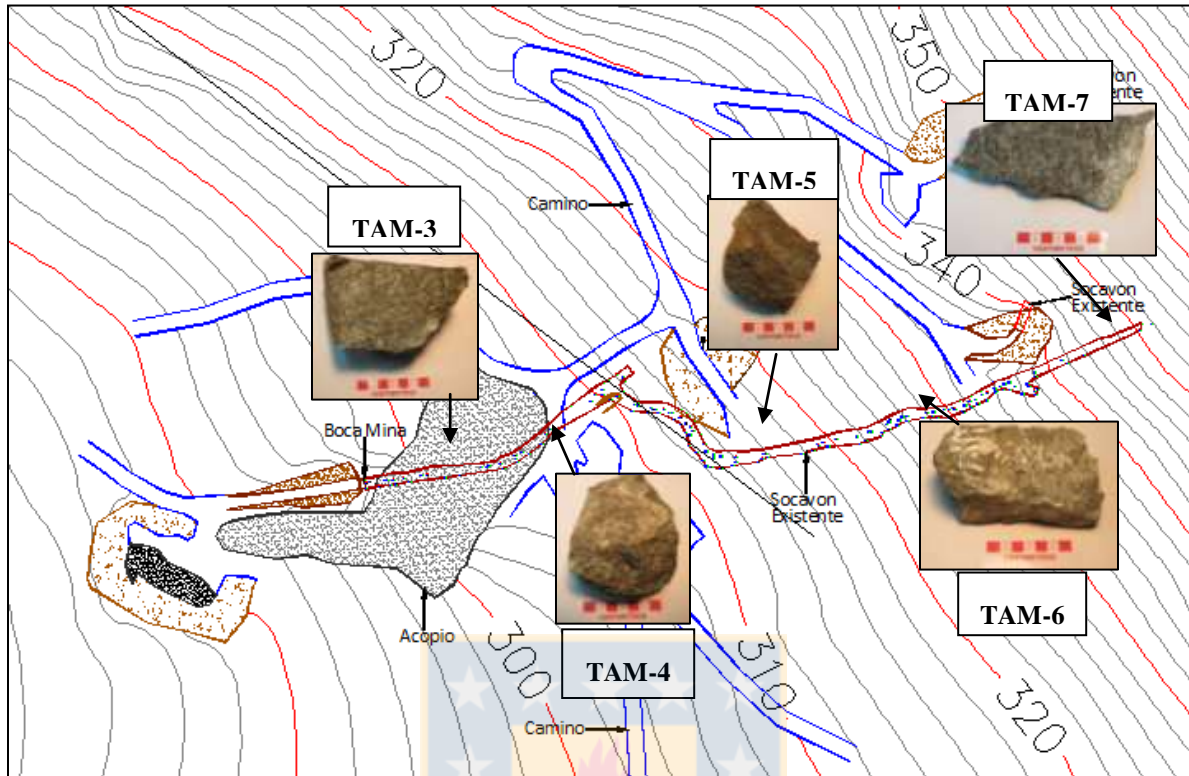 320
350
TAM-7
Existente
TAM-5
Camino
TAM-3
340
Socavon
Existente
Boca Mina
Socavon
Existente
TAM-6
Acopio
300
TAM-4
310
320
Camino